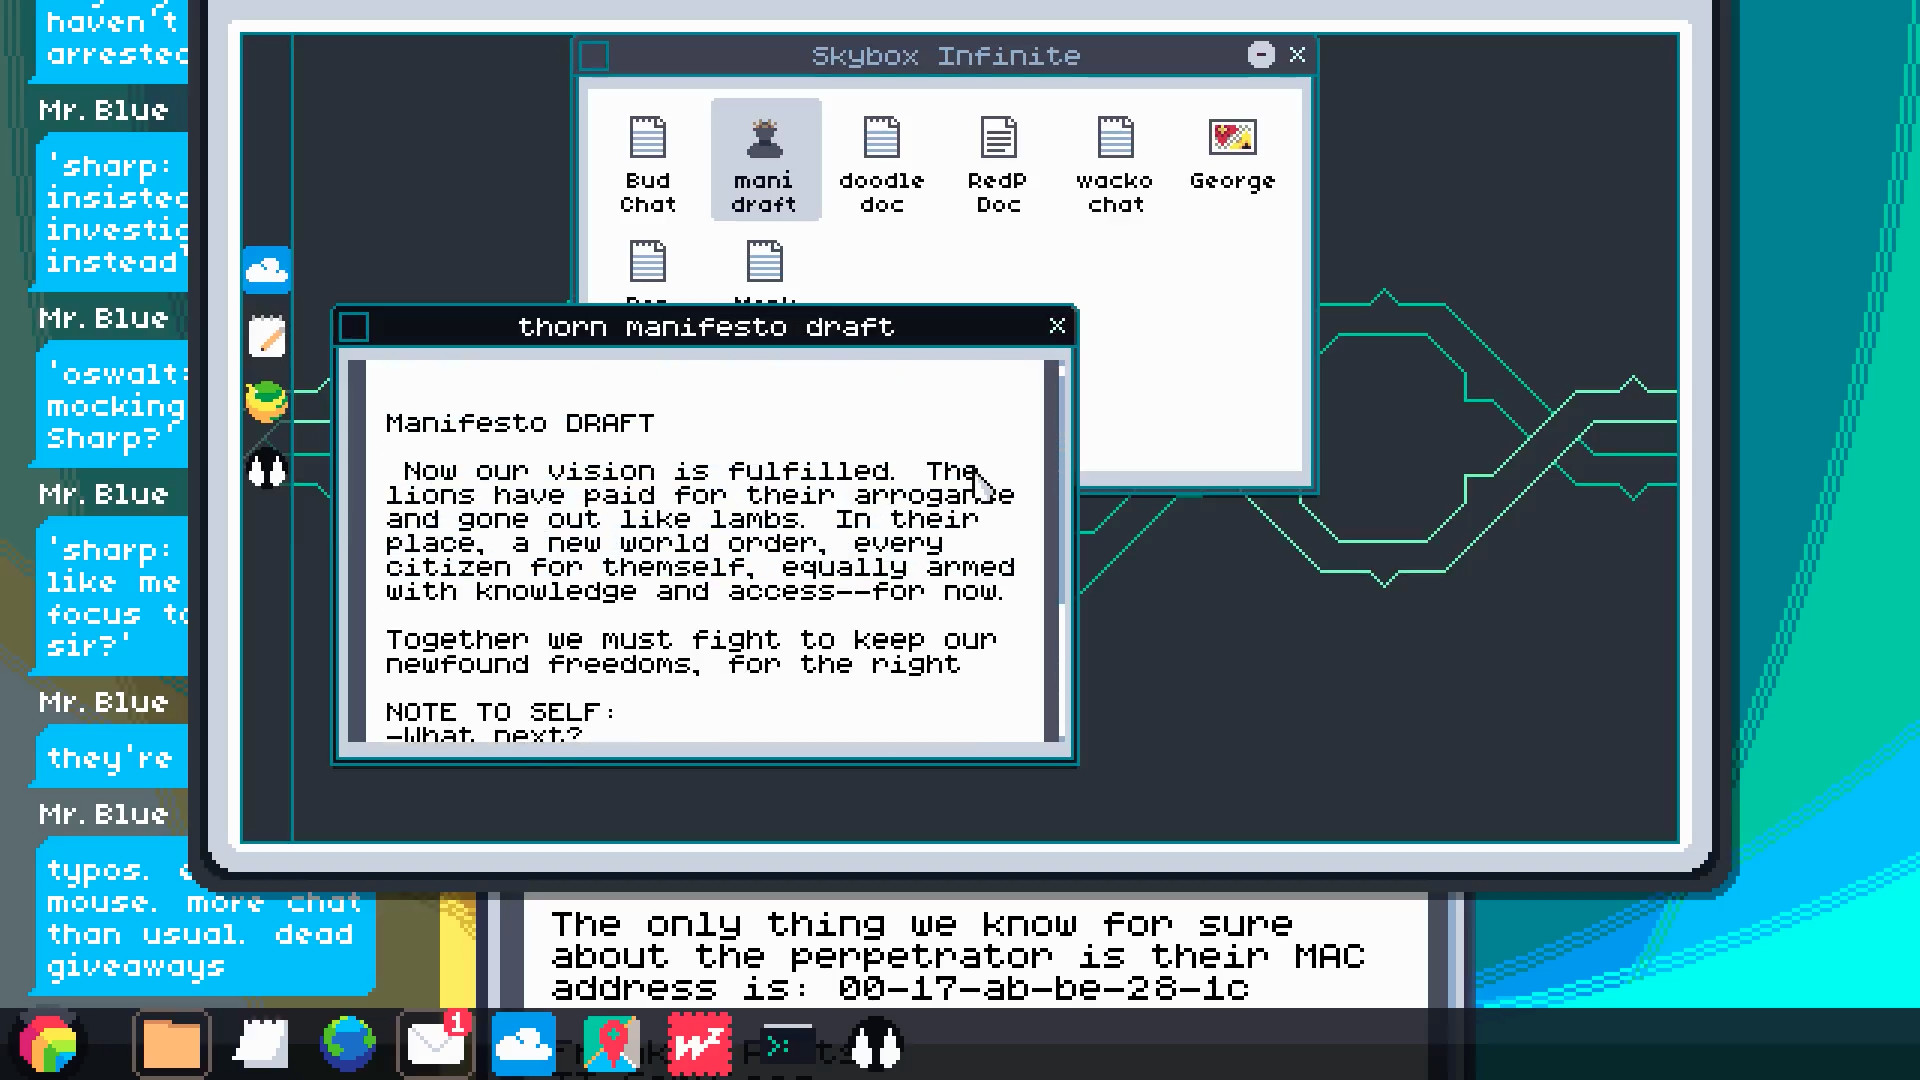 haven't
arrested
Mr. Blue
'sharp:
insisted
instead'
Mr. Blue
'oswalt:
mocking
Sharp?'
Mr. Blue
'sharp:
like me
focus to
sir?'
Mr. Blue
they're
Mr. Blue
typos.
mouse. more chat
than usual. dead
giveaways
Skybox Infinite
Bud
Chat
mani
draft
doodle
doc
RedP
Doc
wacko
chat
George
thorn manifesto draft
Manifesto DRAFT
Now our vision is fulfilled. The
lions have paid for their arrogance
and gone out like lambs. In their
place, a new world order, every
citizen for themself, equally armed
with knowledge and access--for now.
Together we must fight to keep our
newfound freedoms, for the right
NOTE TO SELF:
-What next?
The only thing we know for sure
about the perpetrator is their MAC
address is: 00-17-ab-be-28-1c
1